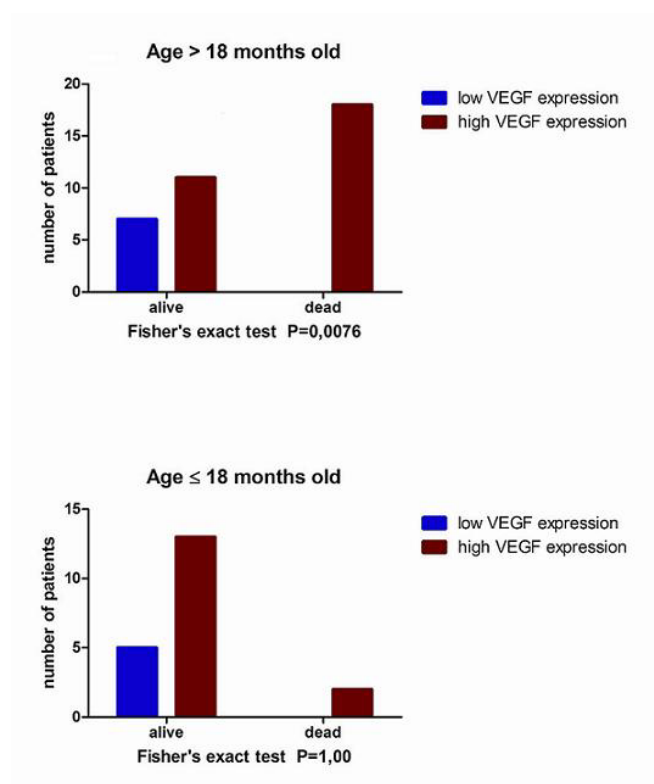 Age > 18 months old
20
15
10
5
0
number of patients
alive dead
Fisher's exact test P=0,0076
low VEGF expression
high VEGF expression
Age ≤ 18 months old
15
10
5
0
number of patients
alive dead
Fisher's exact test P=1,00
low VEGF expression
high VEGF expression